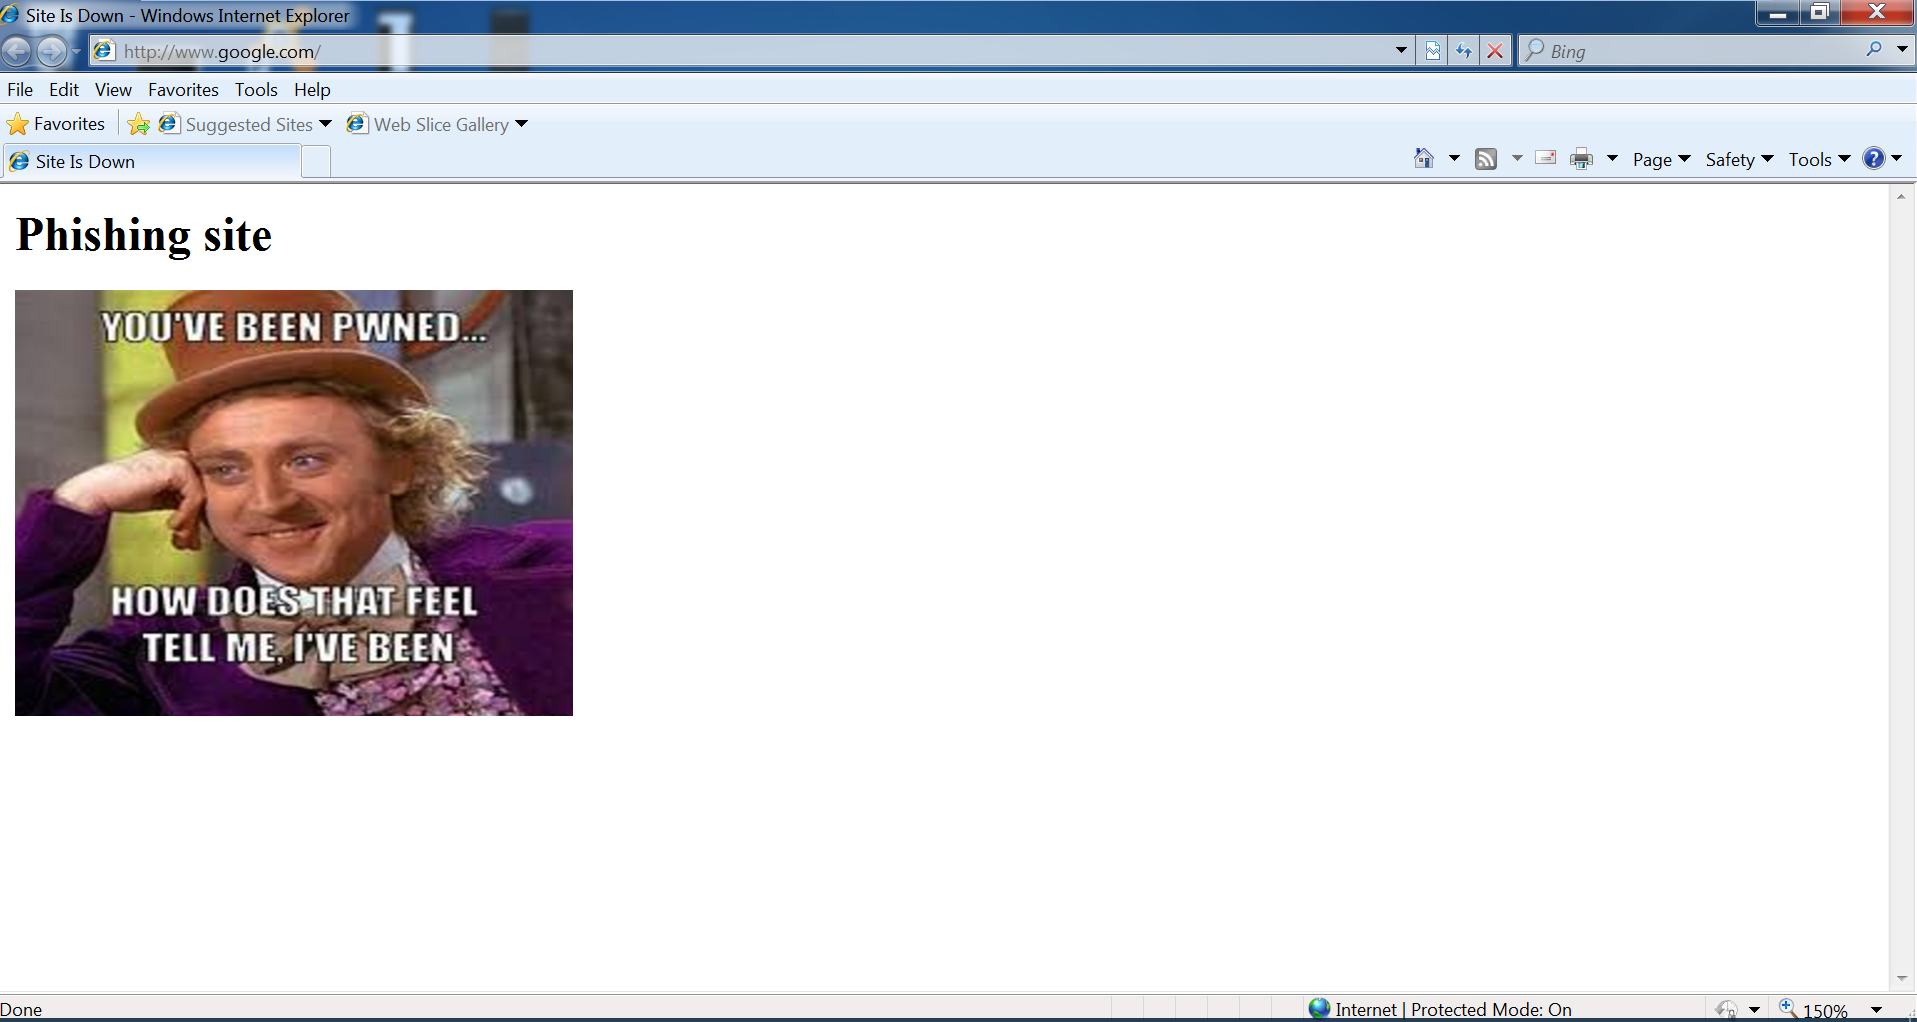 Site Is Down - Windows Internet Explorer
http://www.google.com/
Bing
File Edit View Favorites Tools Help
Favorites Suggested Sites Web Slice Gallery
Site Is Down
Page Safety Tools
Phishing site
YOU'VE BEEN PWNED...
HOW DOES THAT FEEL
TELL ME, I'VE BEEN
Done
Internet | Protected Mode: On
150%